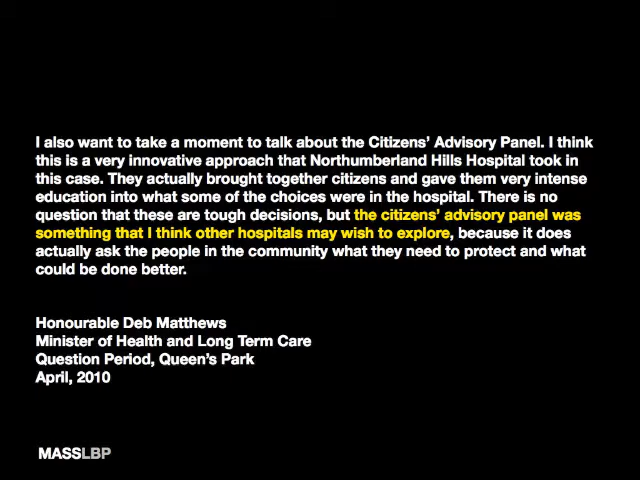 I also want to take a moment to talk about the Citizens’ Advisory Panel. I think
this is a very innovative approach that Northumberland Hills Hospital took in
this case. They actually brought together citizens and gave them very intense
education into what some of the choices were in the hospital. There is no
question that these are tough decisions, but the citizens’ advisory panel was
something that I think other hospitals may wish to explore, because it does
actually ask the people in the community what they need to protect and what
could be done better.
Honourable Deb Matthews
Minister of Health and Long Term Care
Question Period, Queen’s Park
April, 2010
MASSLBP